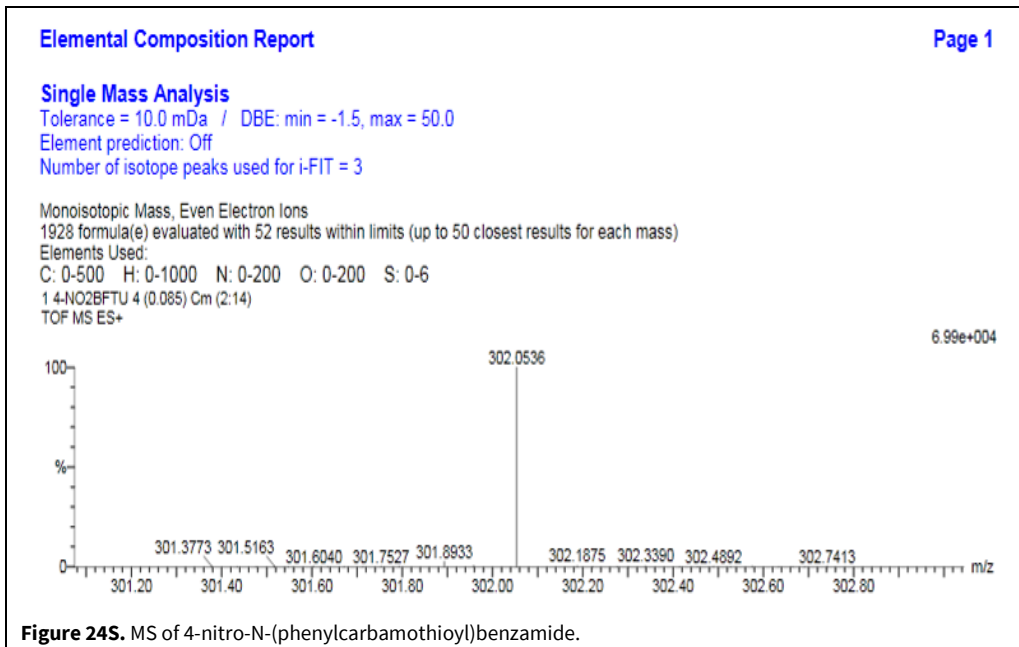 Elemental Composition Report Page 1
Single Mass Analysis
Tolerance = 10.0 mDa / DBE: min = -1.5, max = 50.0
Element prediction: Off
Number of isotope peaks used for i-FIT = 3
Monoisotopic Mass, Even Electron Ions
1928 formula(e) evaluated with 52 results within limits (up to 50 closest results for each mass)
Elements Used:
C: 0-500 H: 0-1000 N: 0-200 O: 0-200 S: 0-6
1 4-NO2BFTU 4 (0.085) Cm (2:14)
TOF MS ES+
6.99e+004
302.0536
100
%
301.3773 301.5163 301.6040 301.7527 301.8933 302.1875 302.3390 302.4892 302.7413
0
m/z
301.20 301.40 301.60 301.80 302.00 302.20 302.40 302.60 302.80
Figure 24S. MS of 4-nitro-N-(phenylcarbamothioyl)benzamide.